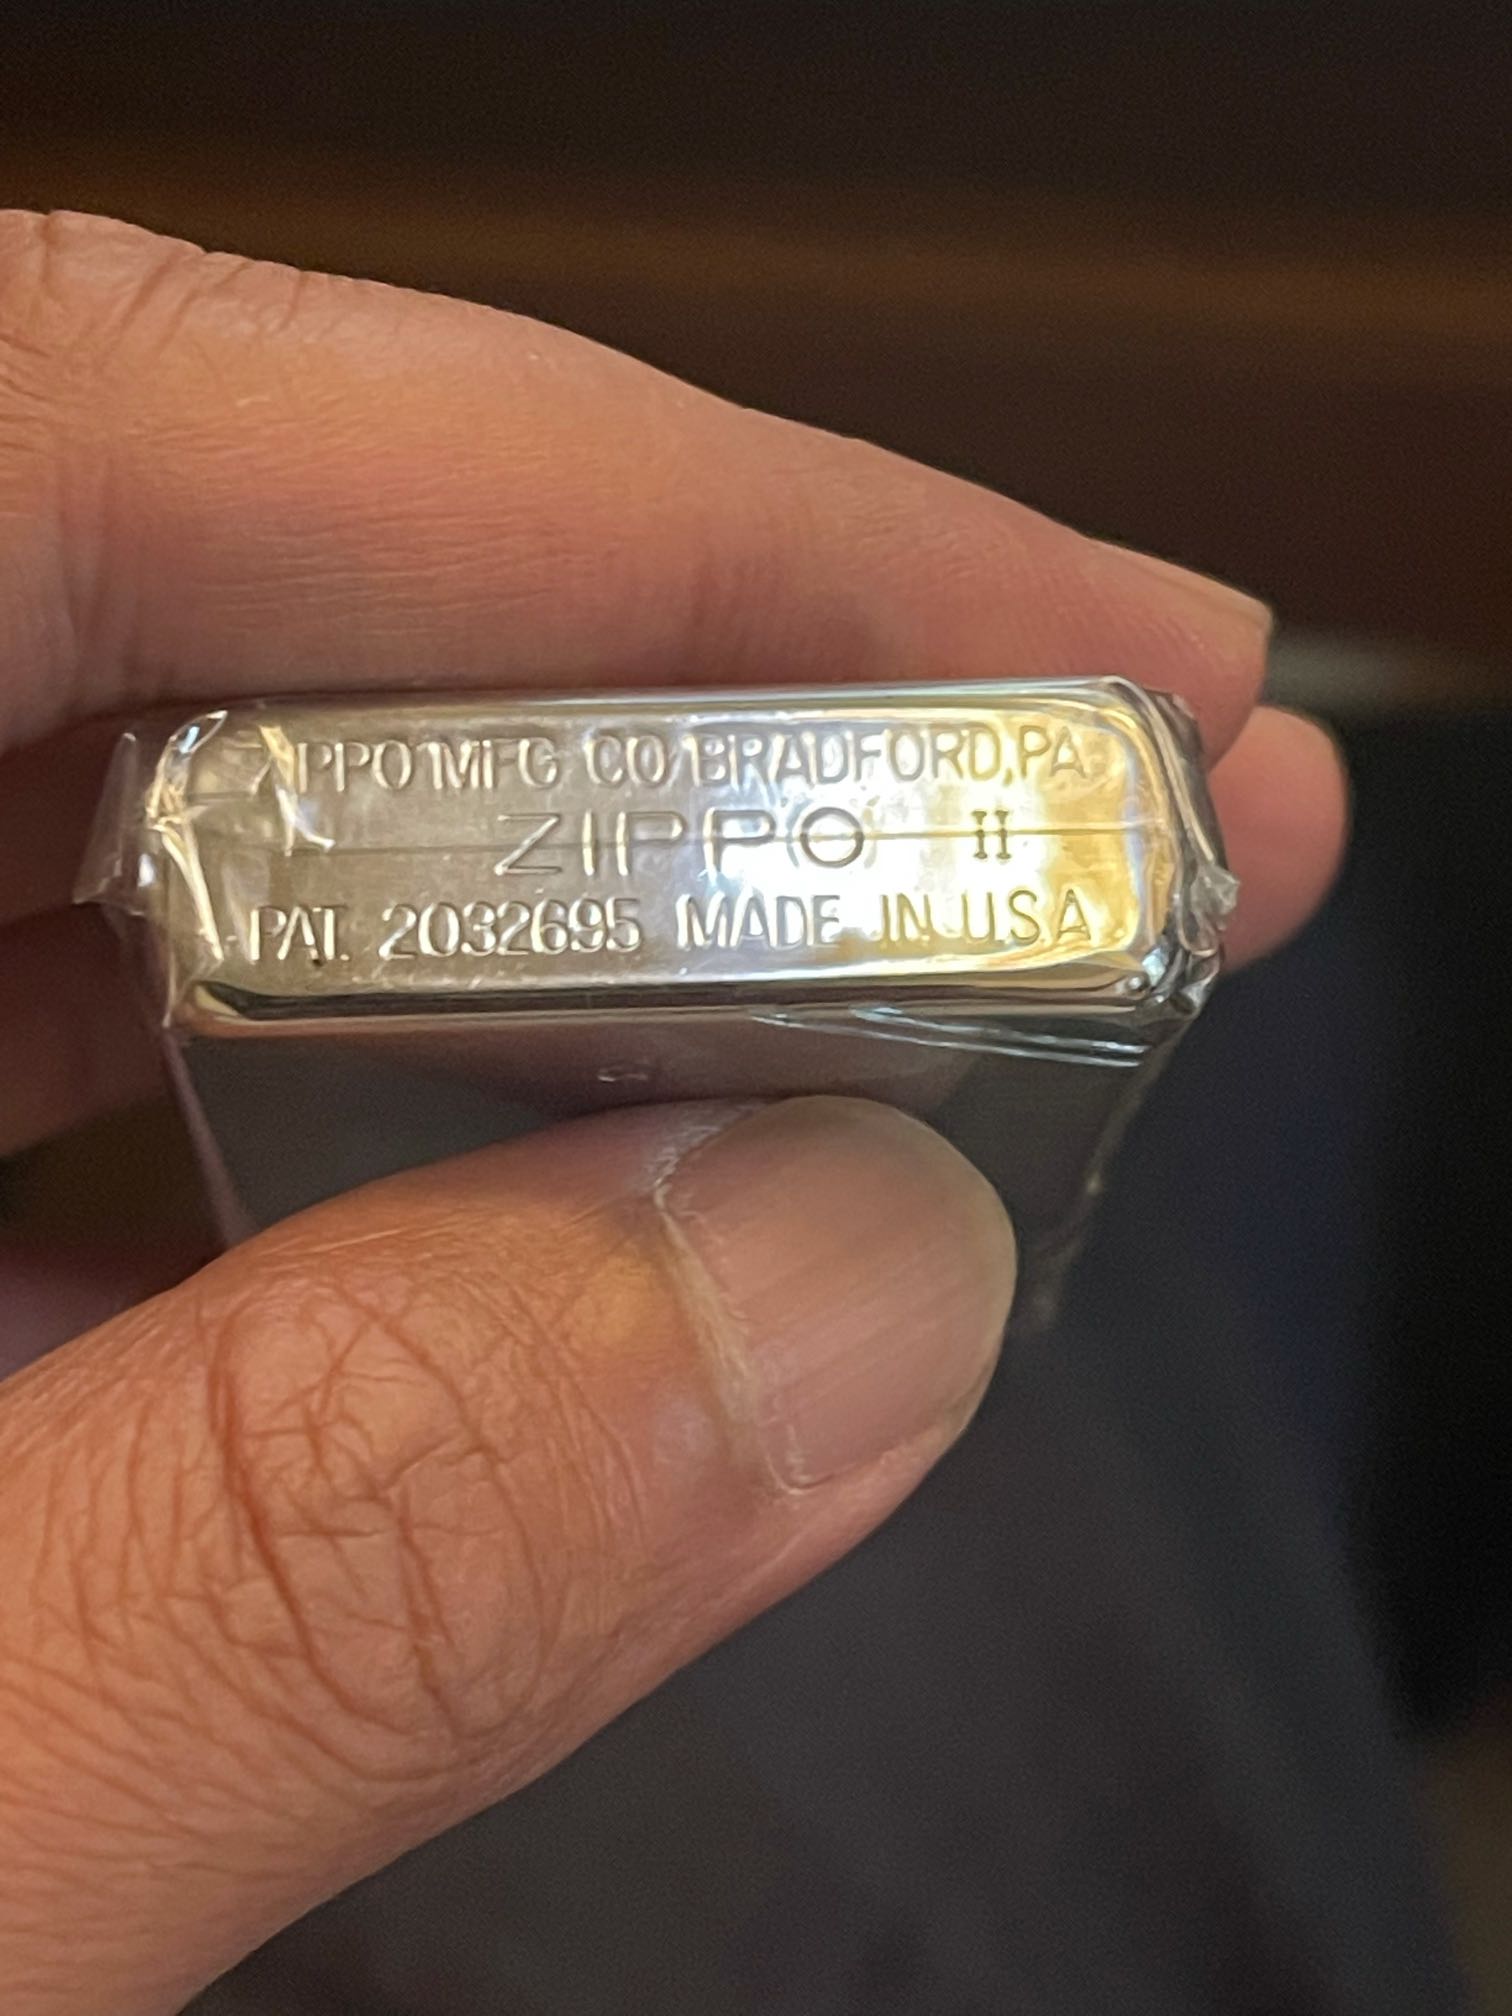 ZIPPO MFG CO BRADFORD, PA
ZIPPO II
PAT. 2032695 MADE IN U.S.A